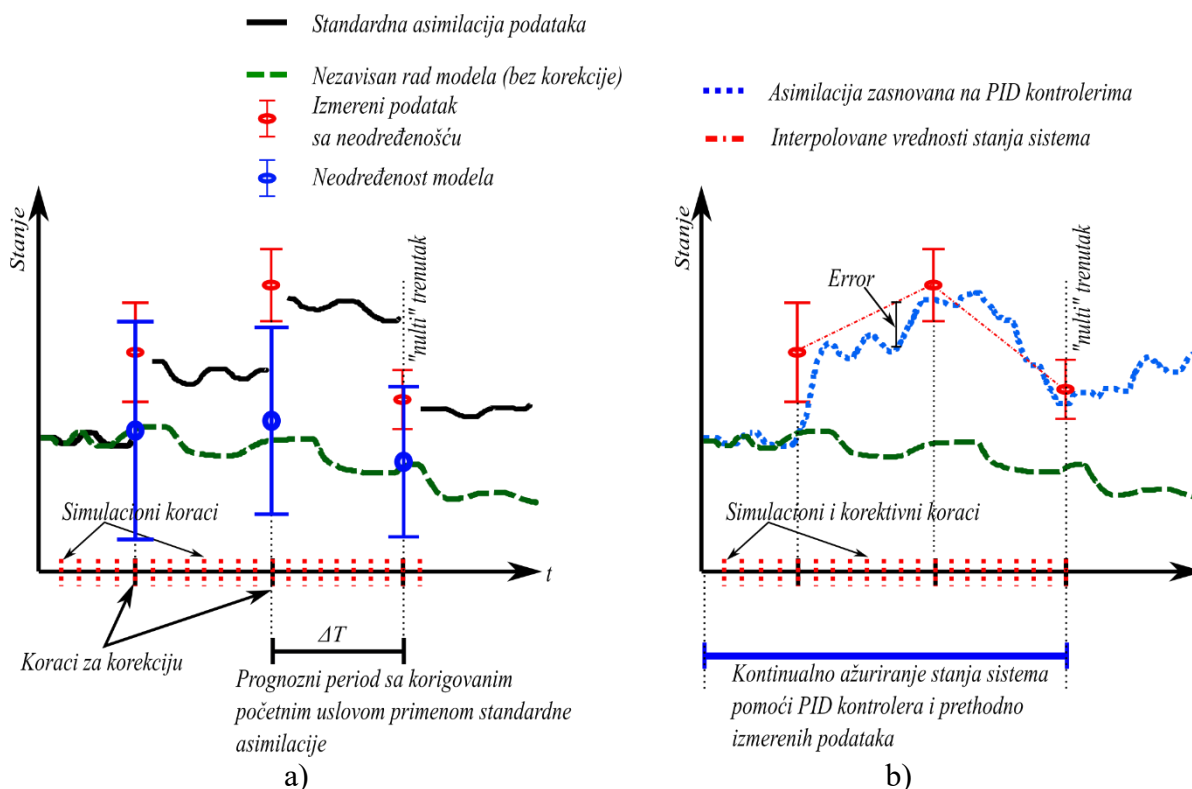 Standardna asimilacija podataka
Nezavisan rad modela (bez korekcije)
Izmereni podatak
sa neodređenošću
Neodređenost modela
Stanje
"nulti" trenutak
Simulacioni koraci
t
Koraci za korekciju
ΔT
Prognozni period sa korigovanim
početnim uslovom primenom standardne
asimilacije
a)
Asimilacija zasnovana na PID kontrolerima
Interpolovane vrednosti stanja sistema
Stanje
Error
"nulti" trenutak
Simulacioni i korektivni koraci
Kontinualno ažuriranje stanja sistema
pomoći PID kontrolera i prethodno
izmerenih podataka
b)